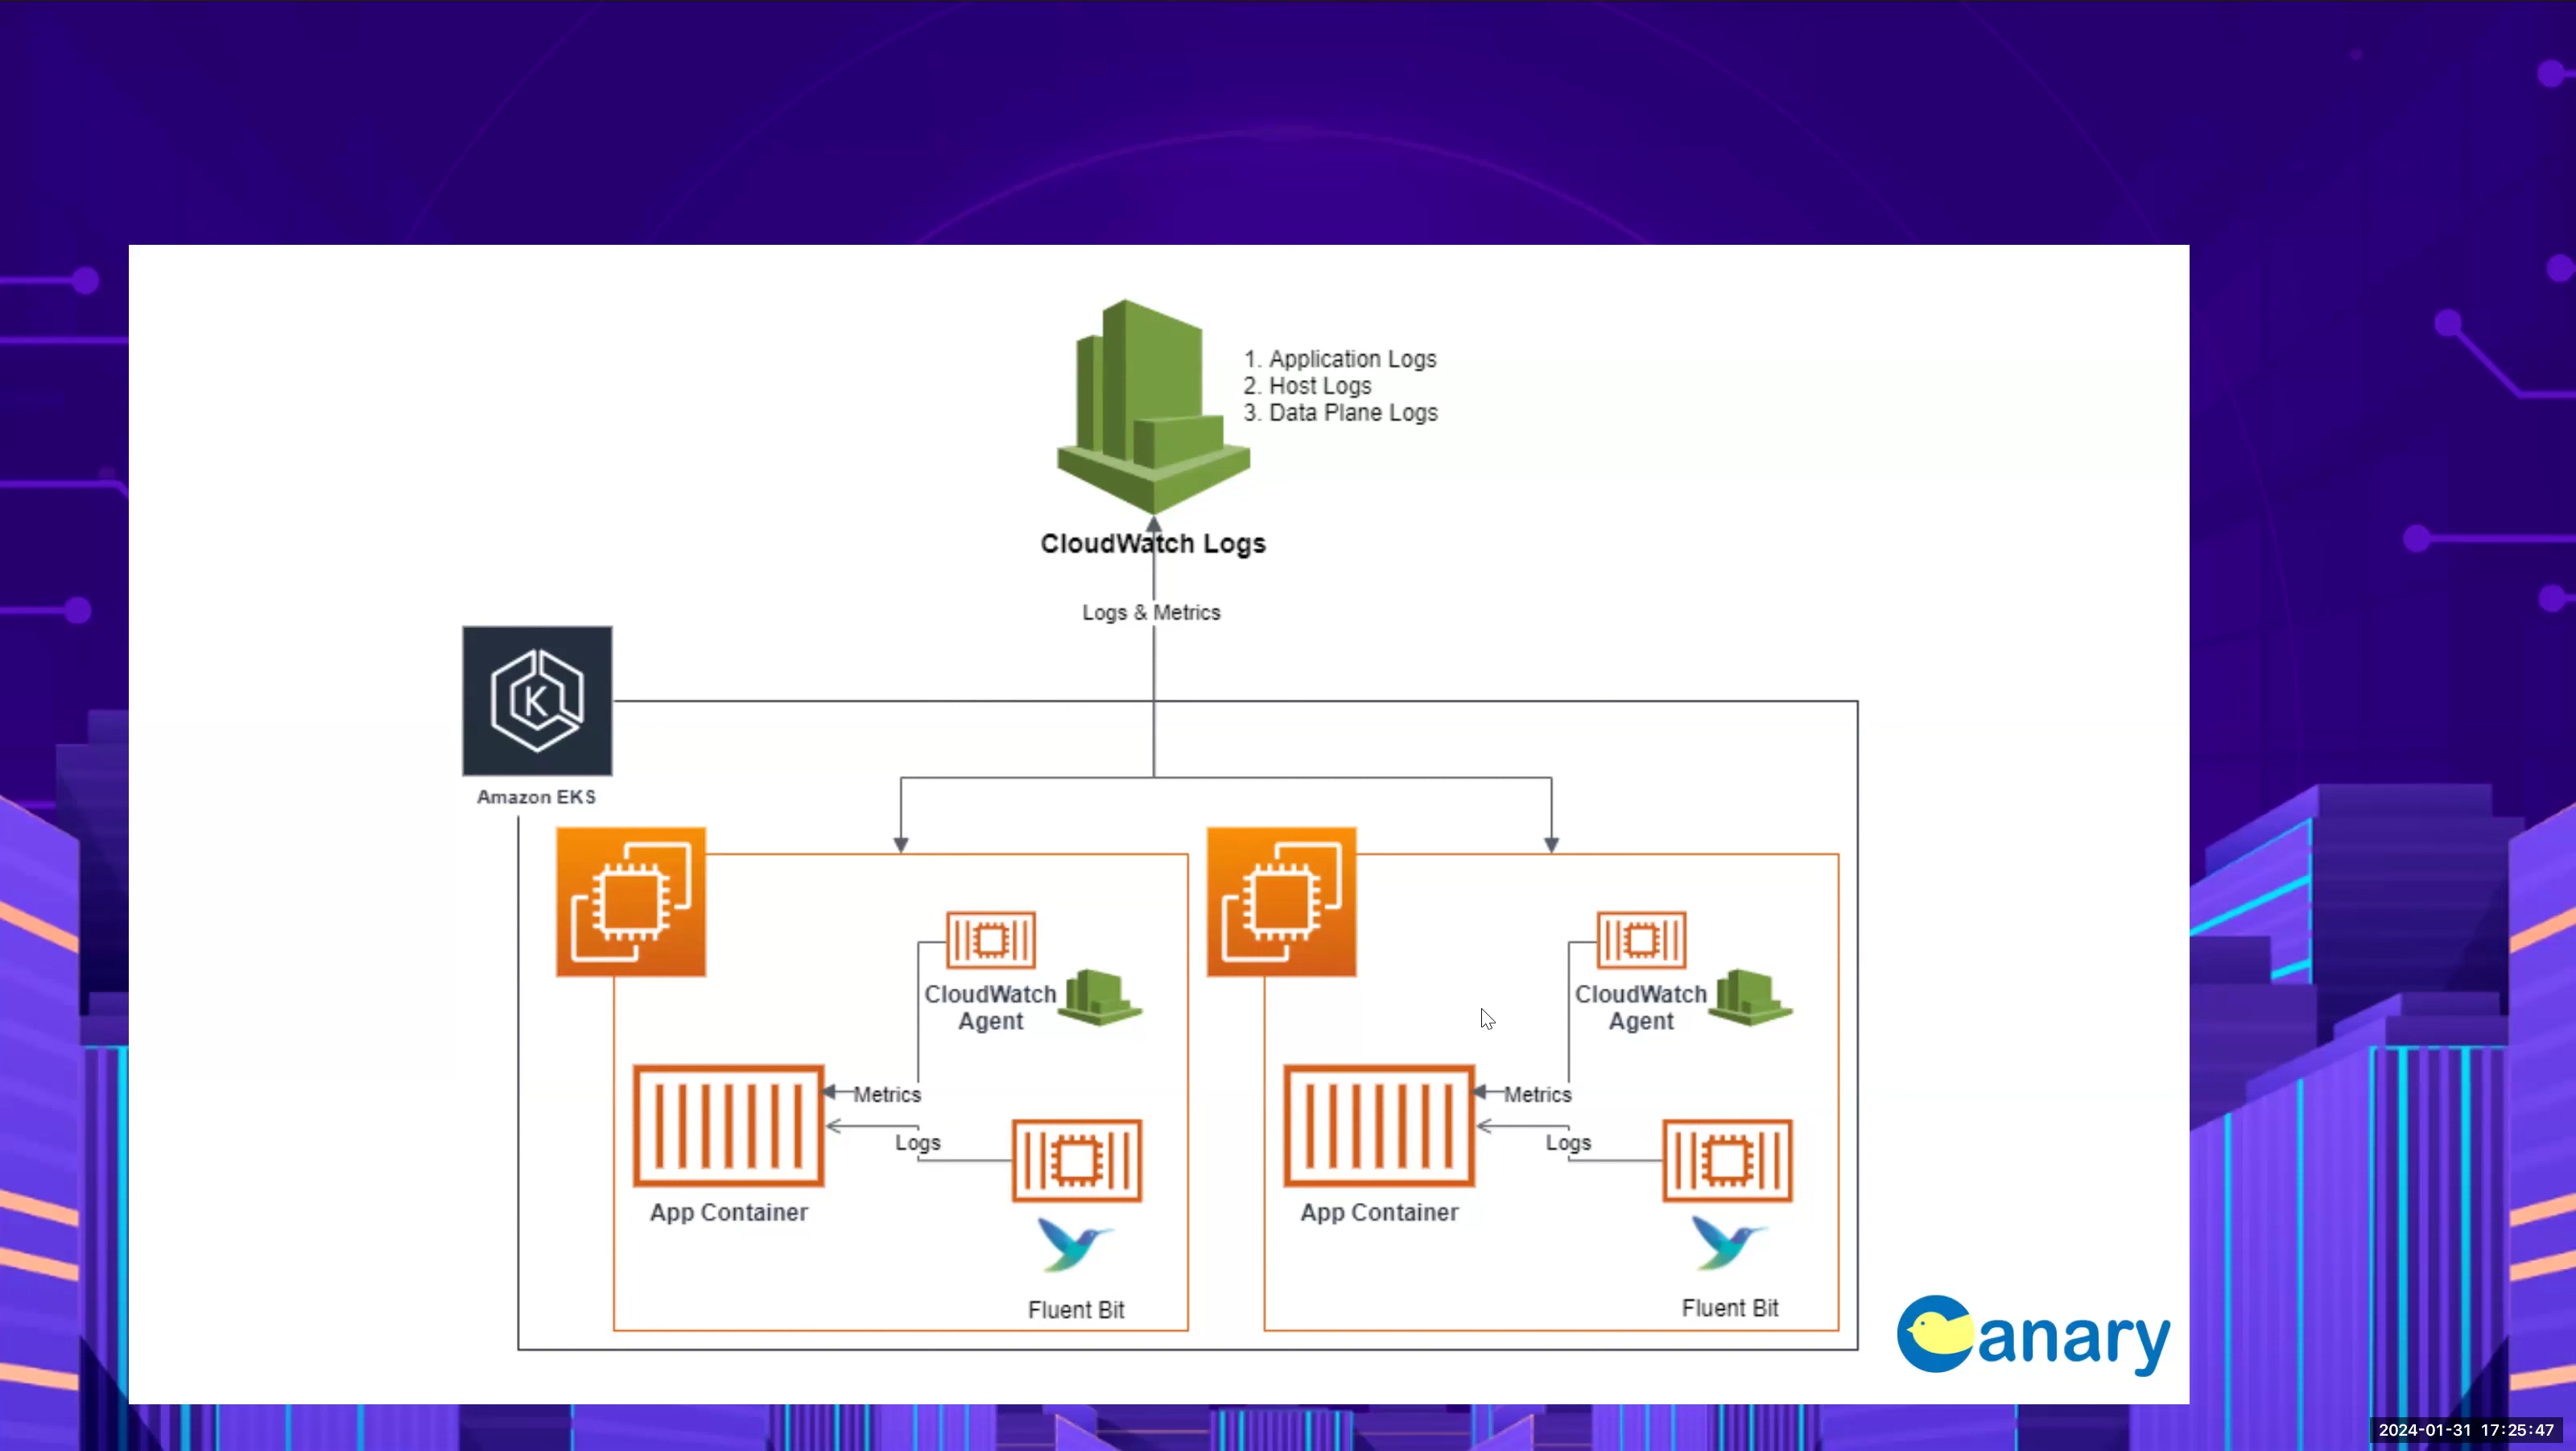 1. Application Logs
2. Host Logs
3. Data Plane Logs
CloudWatch Logs
Logs & Metrics
K
Amazon EKS
CloudWatch
Agent
Metrics
Logs
App Container
Fluent Bit
CloudWatch
Agent
Metrics
Logs
App Container
Fluent Bit
Canary
2024-01-31 17:25:47